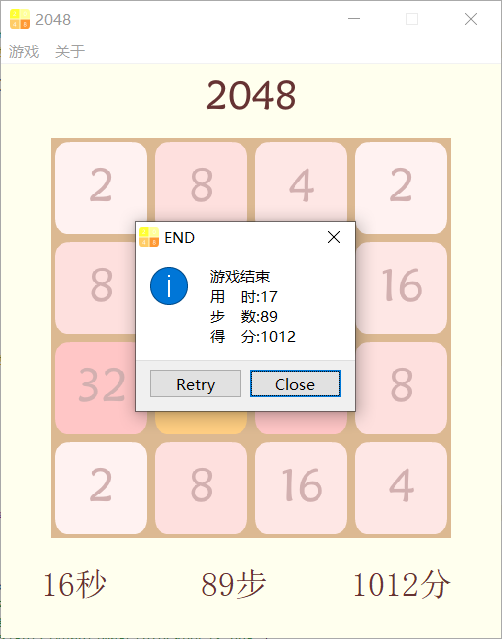 2048
游戏 关于
2048
2 8 4 2
END
8 16
游戏结束
用 时:17
步 数:89
得 分:1012
32 8
Retry Close
2 8 16 4
16秒 89步 1012分